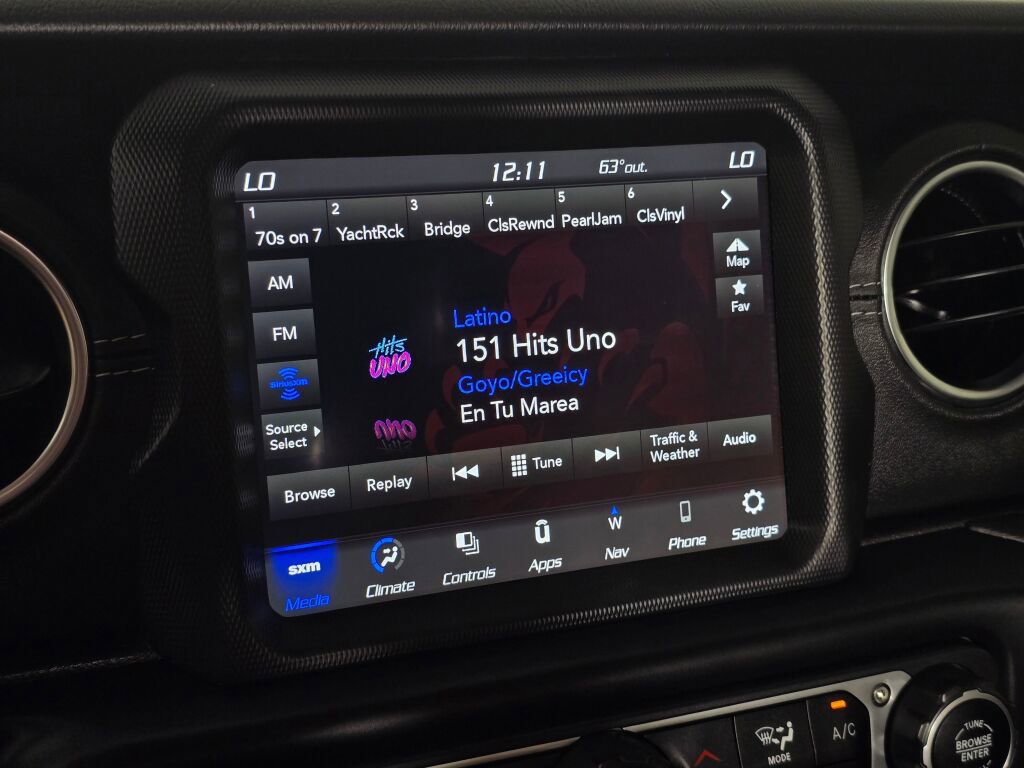 LO 12:11 63°out. LO
1 2 3 4 5 6
70s on 7 YachtRck Bridge ClsRewnd PearlJam ClsVinyl
AM
Map
FM
Fav
Latino
151 Hits Uno
Hits
UNO
siriusxm
Goyo/Greeicy
En Tu Marea
Source
Select
Browse Replay Tune Traffic &
Weather Audio
sxm
Media Climate Controls Apps W
Nav Phone Settings
MODE
A/C
TUNE
BROWSE
ENTER